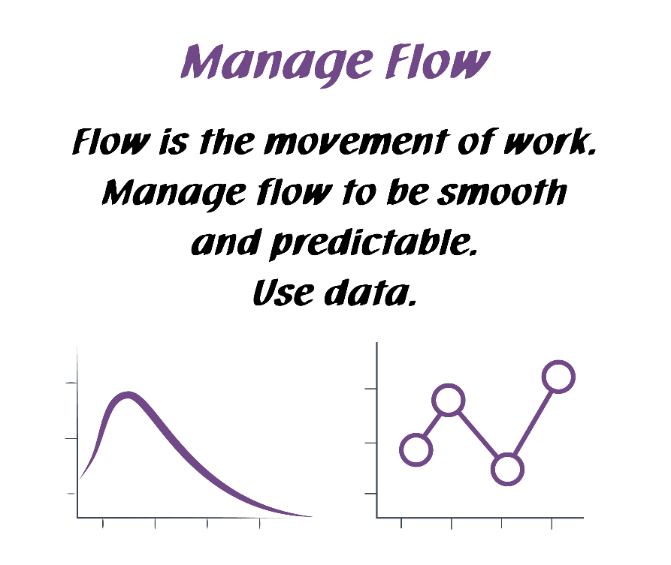 Manage Flow
Flow is the movement of work.
Manage flow to be smooth
and predictable.
Use data.